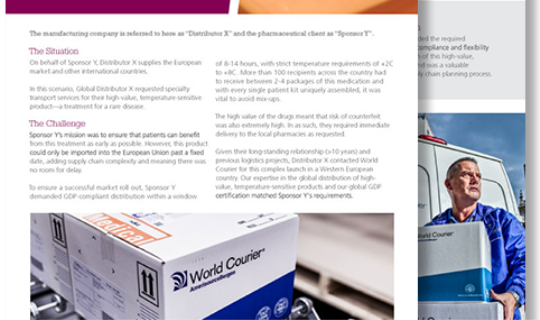 The manufacturing company is referred to here as "Distributor X" and the pharmaceutical client as "Sponsor Y".
The Situation
On behalf of Sponsor Y, Distributor X supplies the European
market and other international countries.
In this scenario, Global Distributor X requested specialty
transport services for their high-value, temperature-sensitive
product—a treatment for a rare disease.
The Challenge
Sponsor Y's mission was to ensure that patients can benefit
from this treatment as early as possible. However, this product
could only be imported into the European Union past a fixed
date, adding supply chain complexity and meaning there was
no room for delay.
To ensure a successful market roll out, Sponsor Y
demanded GDP-compliant distribution within a window
of 8-14 hours, with strict temperature requirements of +2C
to +8C. More than 100 recipients across the country had
to receive between 2-4 packages of this medication and
with every single patient kit uniquely assembled, it was
vital to avoid mix-ups.
The high value of the drugs meant that risk of counterfeit
was also extremely high. In as such, they required immediate
delivery to the local pharmacies as requested.
Given their long-standing relationship (>10 years) and
previous logistics projects, Distributor X contacted World
Courier for this complex launch in a Western European
country. Our expertise in the global distribution of high-
value, temperature-sensitive products and our global GDP
certification matched Sponsor Y's requirements.
ded the required
compliance and flexibility
of this high-value,
d was a valuable
y chain planning process.
Medical
World Courier
AmerisourceBergen